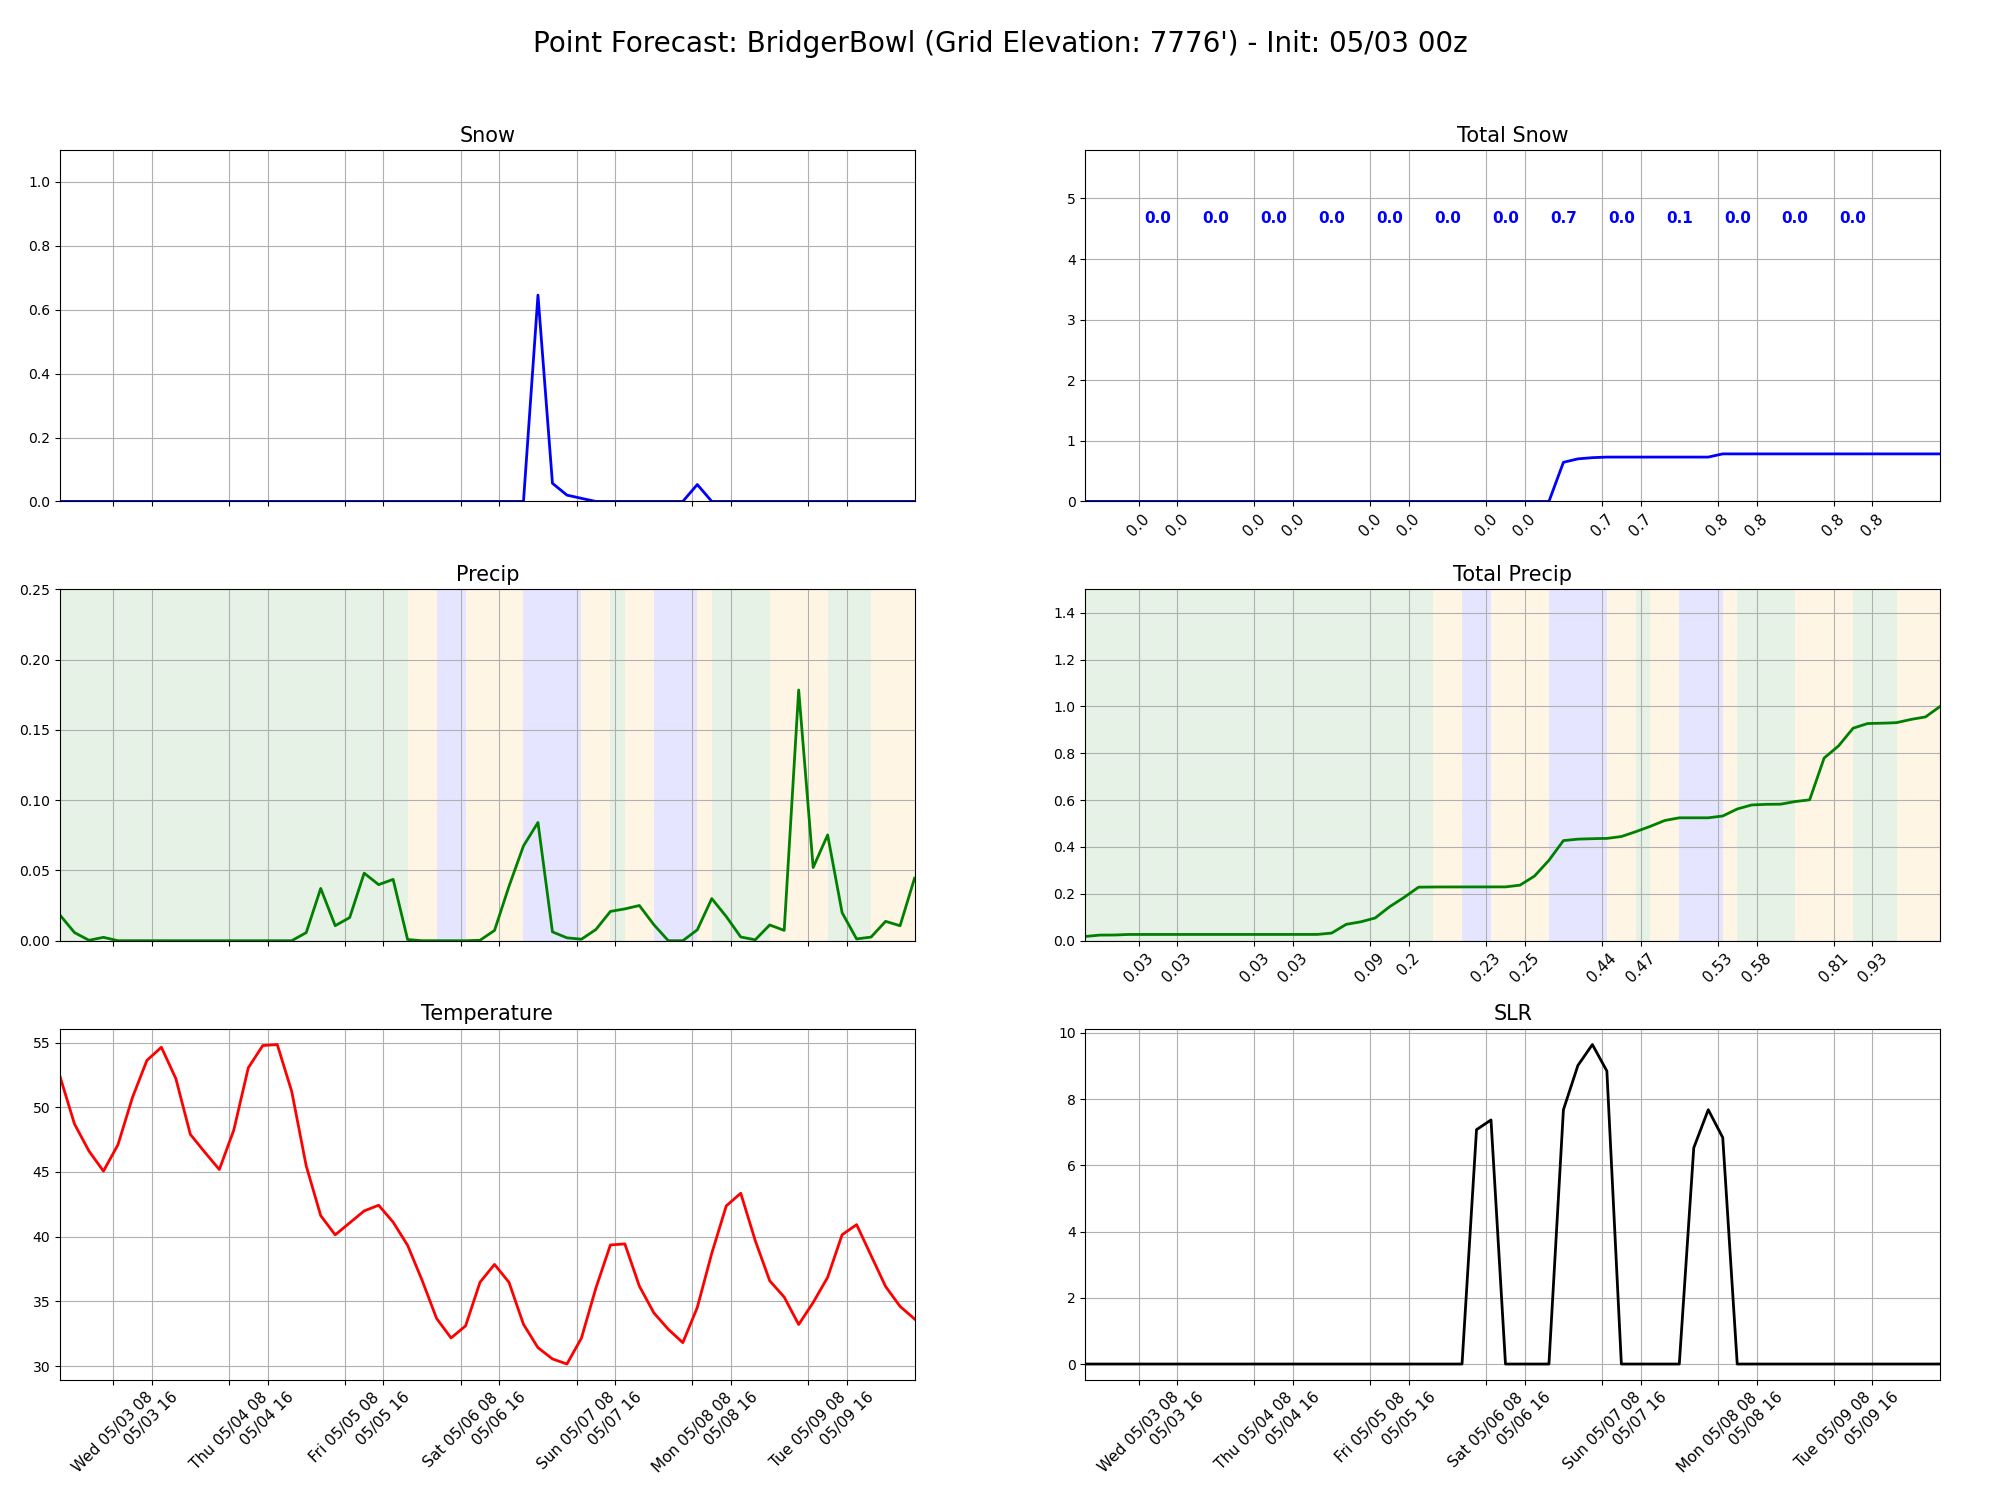 Point Forecast: BridgerBowl (Grid Elevation: 7776') - Init: 05/03 00z
Snow
1.0
0.8
0.6
0.4
0.2
0.0
Total Snow
5
4
3
2
1
0
0.0 0.0 0.0 0.0 0.0 0.0 0.0 0.7 0.0 0.1 0.0 0.0 0.0
0.0 0.0 0.0 0.0 0.0 0.0 0.0 0.0 0.7 0.7 0.8 0.8 0.8 0.8
Precip
0.25
0.20
0.15
0.10
0.05
0.00
Total Precip
1.4
1.2
1.0
0.8
0.6
0.4
0.2
0.0
0.03 0.03 0.03 0.03 0.09 0.2 0.23 0.25 0.44 0.47 0.53 0.58 0.81 0.93
Temperature
55
50
45
40
35
30
Wed 05/03 08
05/03 16
Thu 05/04 08
05/04 16
Fri 05/05 08
05/05 16
Sat 05/06 08
05/06 16
Sun 05/07 08
05/07 16
Mon 05/08 08
05/08 16
Tue 05/09 08
05/09 16
SLR
10
8
6
4
2
0
Wed 05/03 08
05/03 16
Thu 05/04 08
05/04 16
Fri 05/05 08
05/05 16
Sat 05/06 08
05/06 16
Sun 05/07 08
05/07 16
Mon 05/08 08
05/08 16
Tue 05/09 08
05/09 16